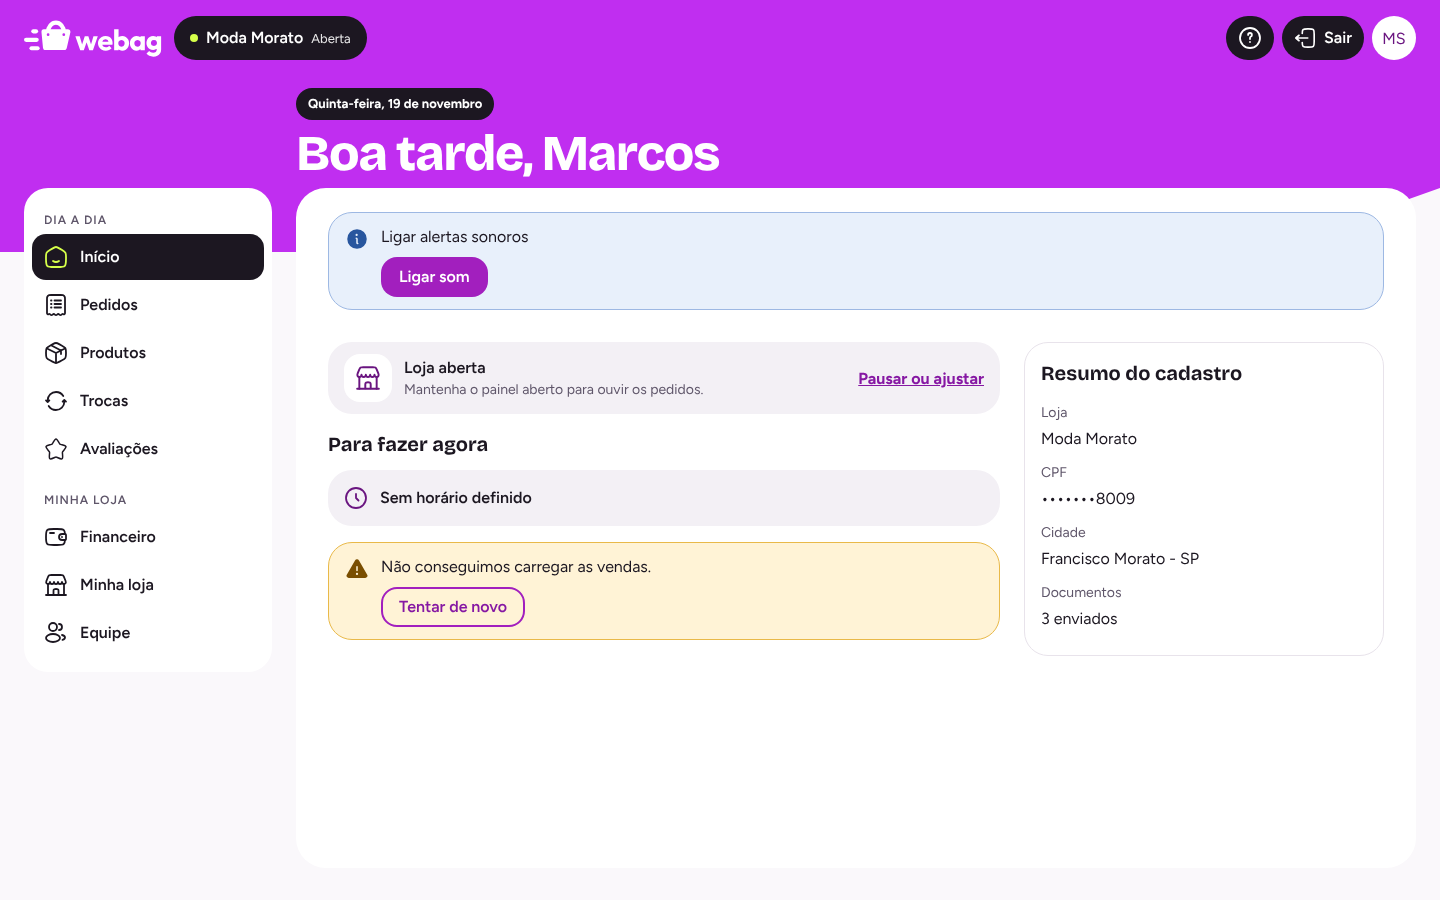 webag
Moda Morato Aberta
Sair
MS
Quinta-feira, 19 de novembro
Boa tarde, Marcos
DIA A DIA
Início
Pedidos
Produtos
Trocas
Avaliações
MINHA LOJA
Financeiro
Minha loja
Equipe
Ligar alertas sonoros
Ligar som
Loja aberta
Mantenha o painel aberto para ouvir os pedidos.
Pausar ou ajustar
Para fazer agora
Sem horário definido
Não conseguimos carregar as vendas.
Tentar de novo
Resumo do cadastro
Loja
Moda Morato
CPF
•••••••8009
Cidade
Francisco Morato - SP
Documentos
3 enviados